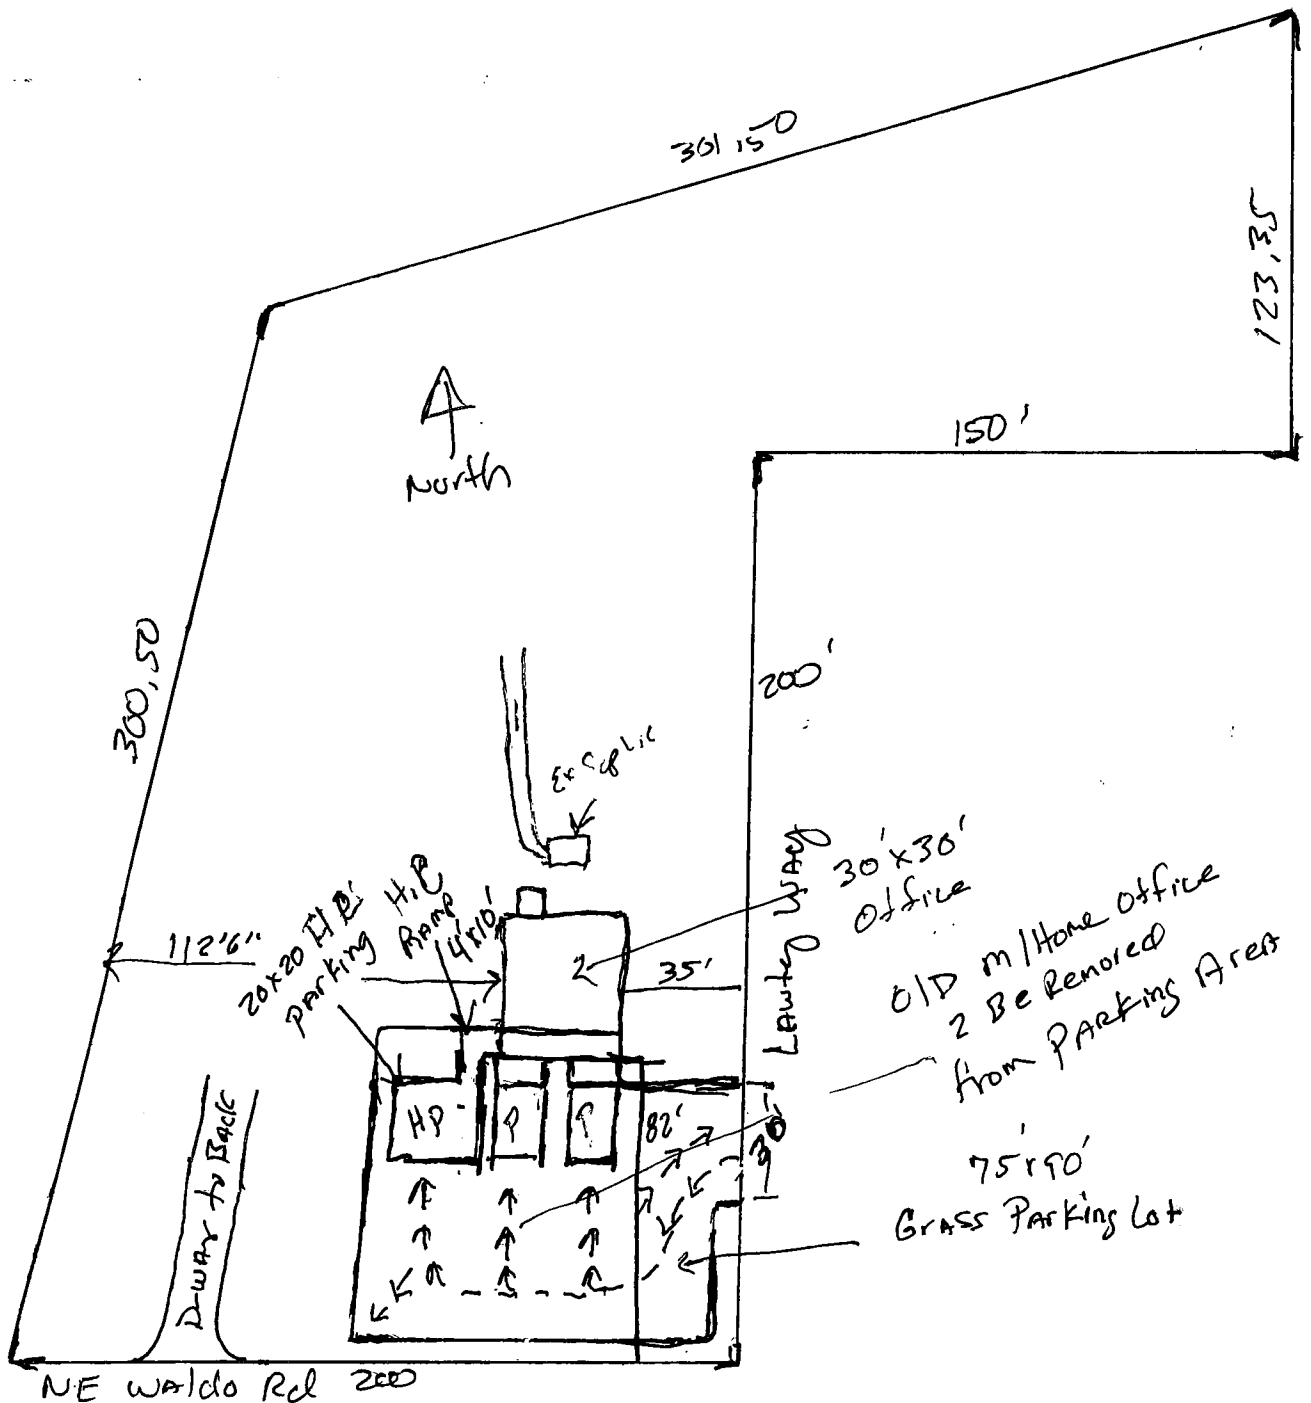 301.50
123.35
150'
North
200'
300.50
Ex Septic
30'x30'
Office
Lawtey Way
H.C
Ramp
4'x10'
20x20 HP
Parking
112'6"
2
35'
Old M/Home Office
2 Be Removed
from Parking Area
HP
P
P
82'
30'
75'x90'
Grass Parking Lot
D-way to Back
NE Waldo Rd 200